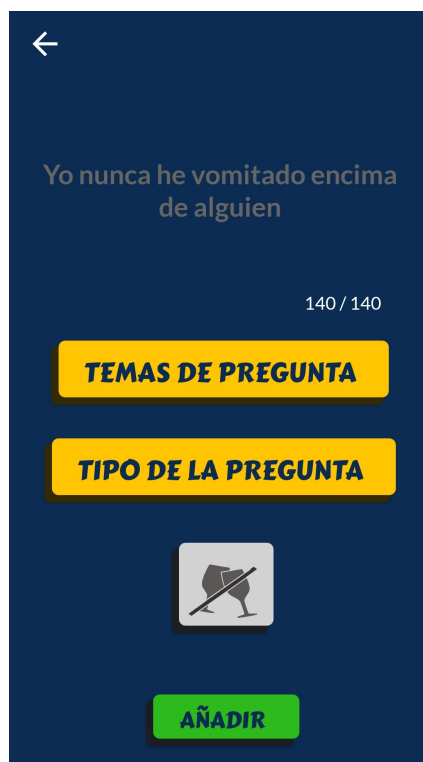 Yo nunca he vomitado encima
de alguien
140 / 140
TEMAS DE PREGUNTA
TIPO DE LA PREGUNTA
AÑADIR